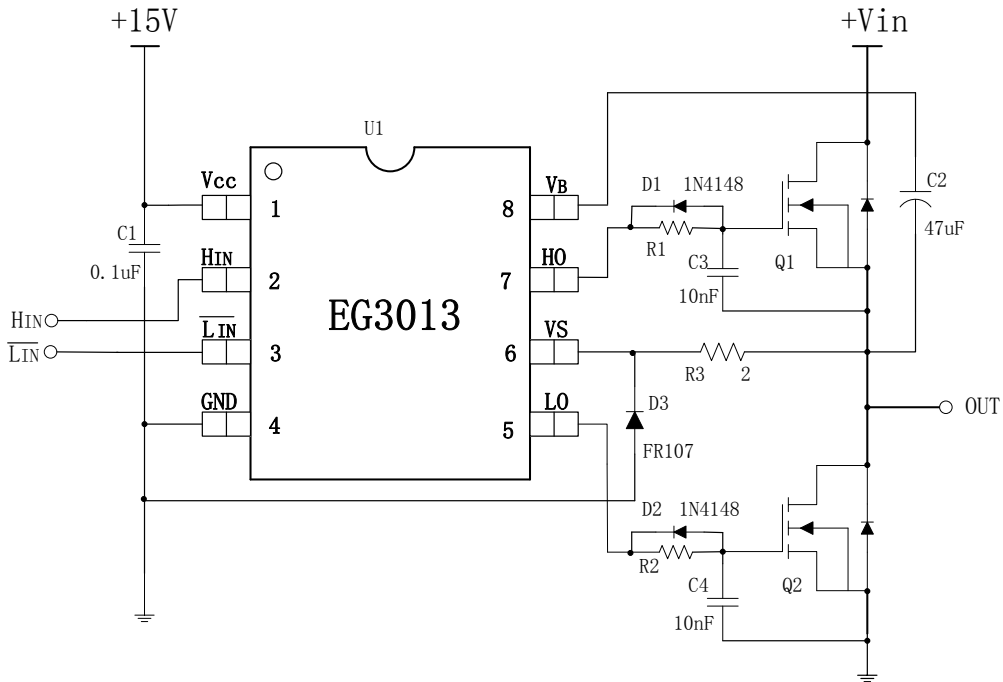 +15V
+Vin
U1
Vcc
1
VB
8
D1
1N4148
C2
47uF
R1
C1
0.1uF
HIN
2
HO
7
C3
10nF
Q1
EG3013
HIN
L̅I̅N̅
L̅I̅N̅
3
VS
6
R3
2
GND
4
LO
5
D3
FR107
OUT
D2
1N4148
R2
C4
10nF
Q2